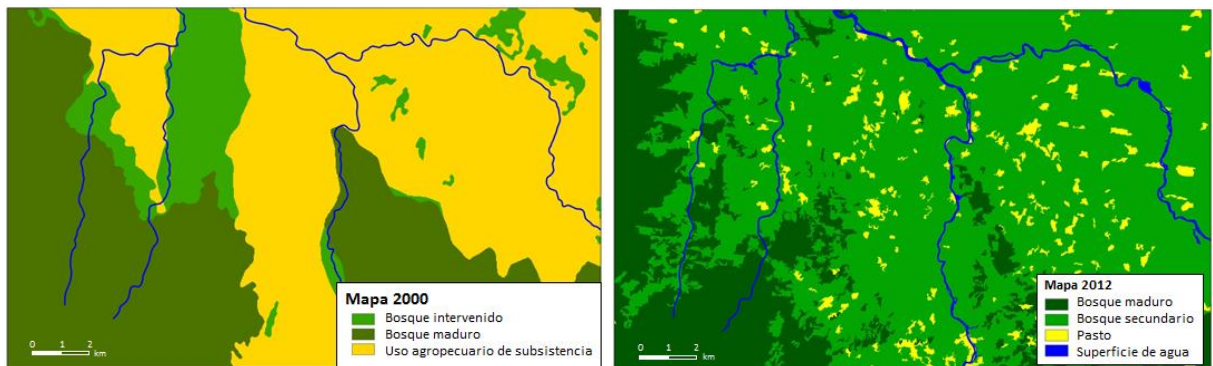 Mapa 2000
Bosque intervenido
Bosque maduro
Uso agropecuario de subsistencia
0 1 2
km
Mapa 2012
Bosque maduro
Bosque secundario
Pasto
Superficie de agua
0 1 2
km